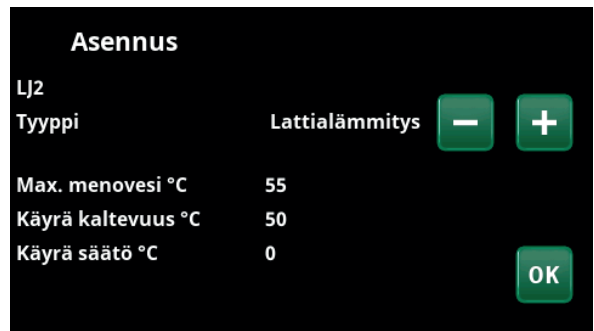 Asennus
LJ2
Tyyppi Lattialämmitys − +
Max. menovesi °C 55
Käyrä kaltevuus °C 50
Käyrä säätö °C 0
OK